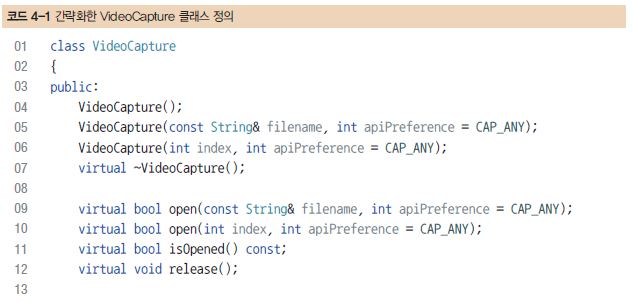 코드 4-1 간략화한 VideoCapture 클래스 정의
01 class VideoCapture
02 {
03 public:
04     VideoCapture();
05     VideoCapture(const String& filename, int apiPreference = CAP_ANY);
06     VideoCapture(int index, int apiPreference = CAP_ANY);
07     virtual ~VideoCapture();
08
09     virtual bool open(const String& filename, int apiPreference = CAP_ANY);
10     virtual bool open(int index, int apiPreference = CAP_ANY);
11     virtual bool isOpened() const;
12     virtual void release();
13